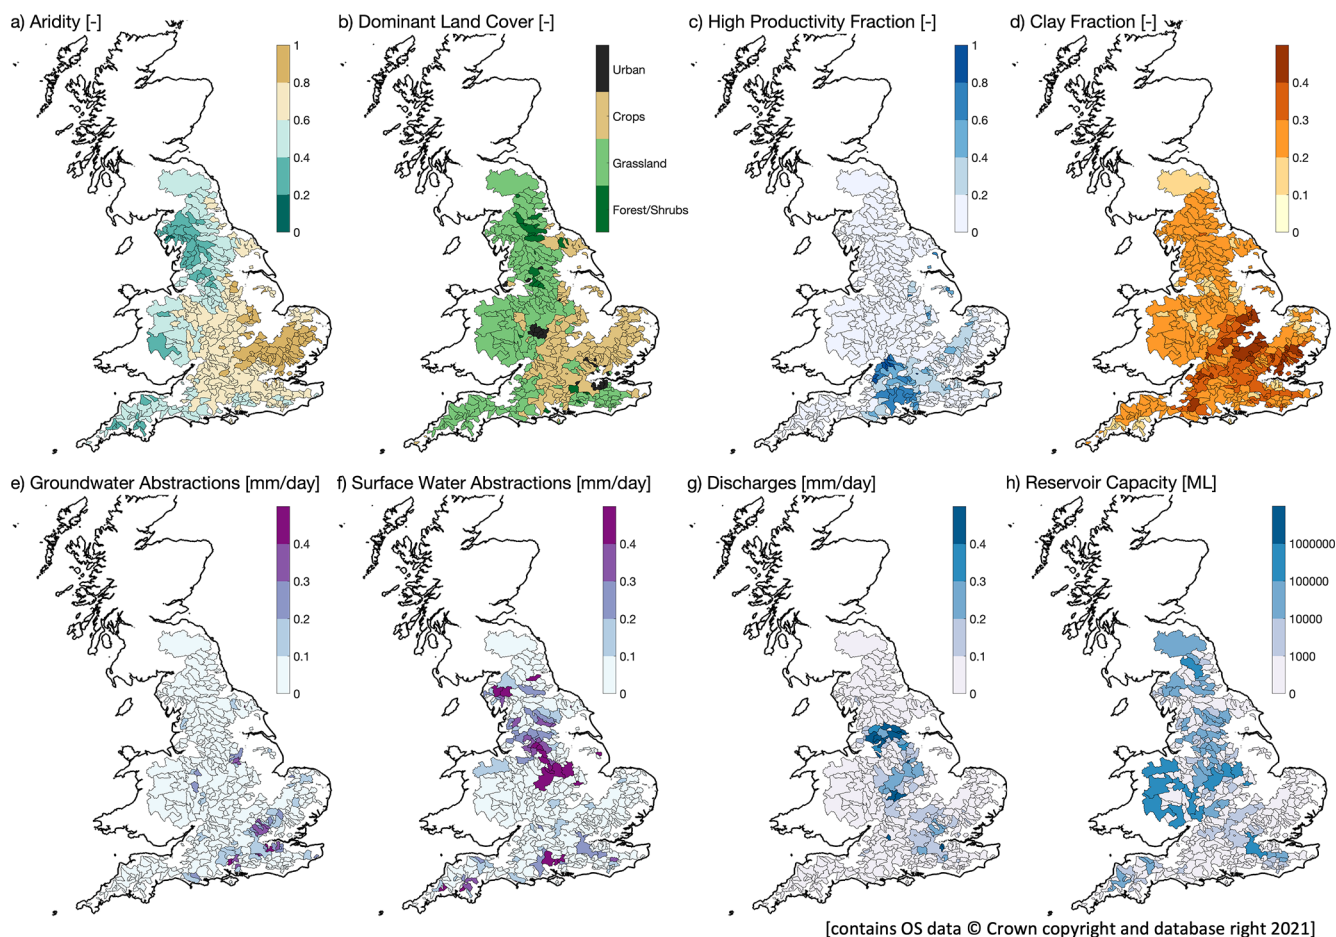 a) Aridity [-]
1
0.8
0.6
0.4
0.2
0
b) Dominant Land Cover [-]
Urban
Crops
Grassland
Forest/Shrubs
c) High Productivity Fraction [-]
1
0.8
0.6
0.4
0.2
0
d) Clay Fraction [-]
0.4
0.3
0.2
0.1
0
e) Groundwater Abstractions [mm/day]
0.4
0.3
0.2
0.1
0
f) Surface Water Abstractions [mm/day]
0.4
0.3
0.2
0.1
0
g) Discharges [mm/day]
0.4
0.3
0.2
0.1
0
h) Reservoir Capacity [ML]
1000000
100000
10000
1000
0
[contains OS data © Crown copyright and database right 2021]